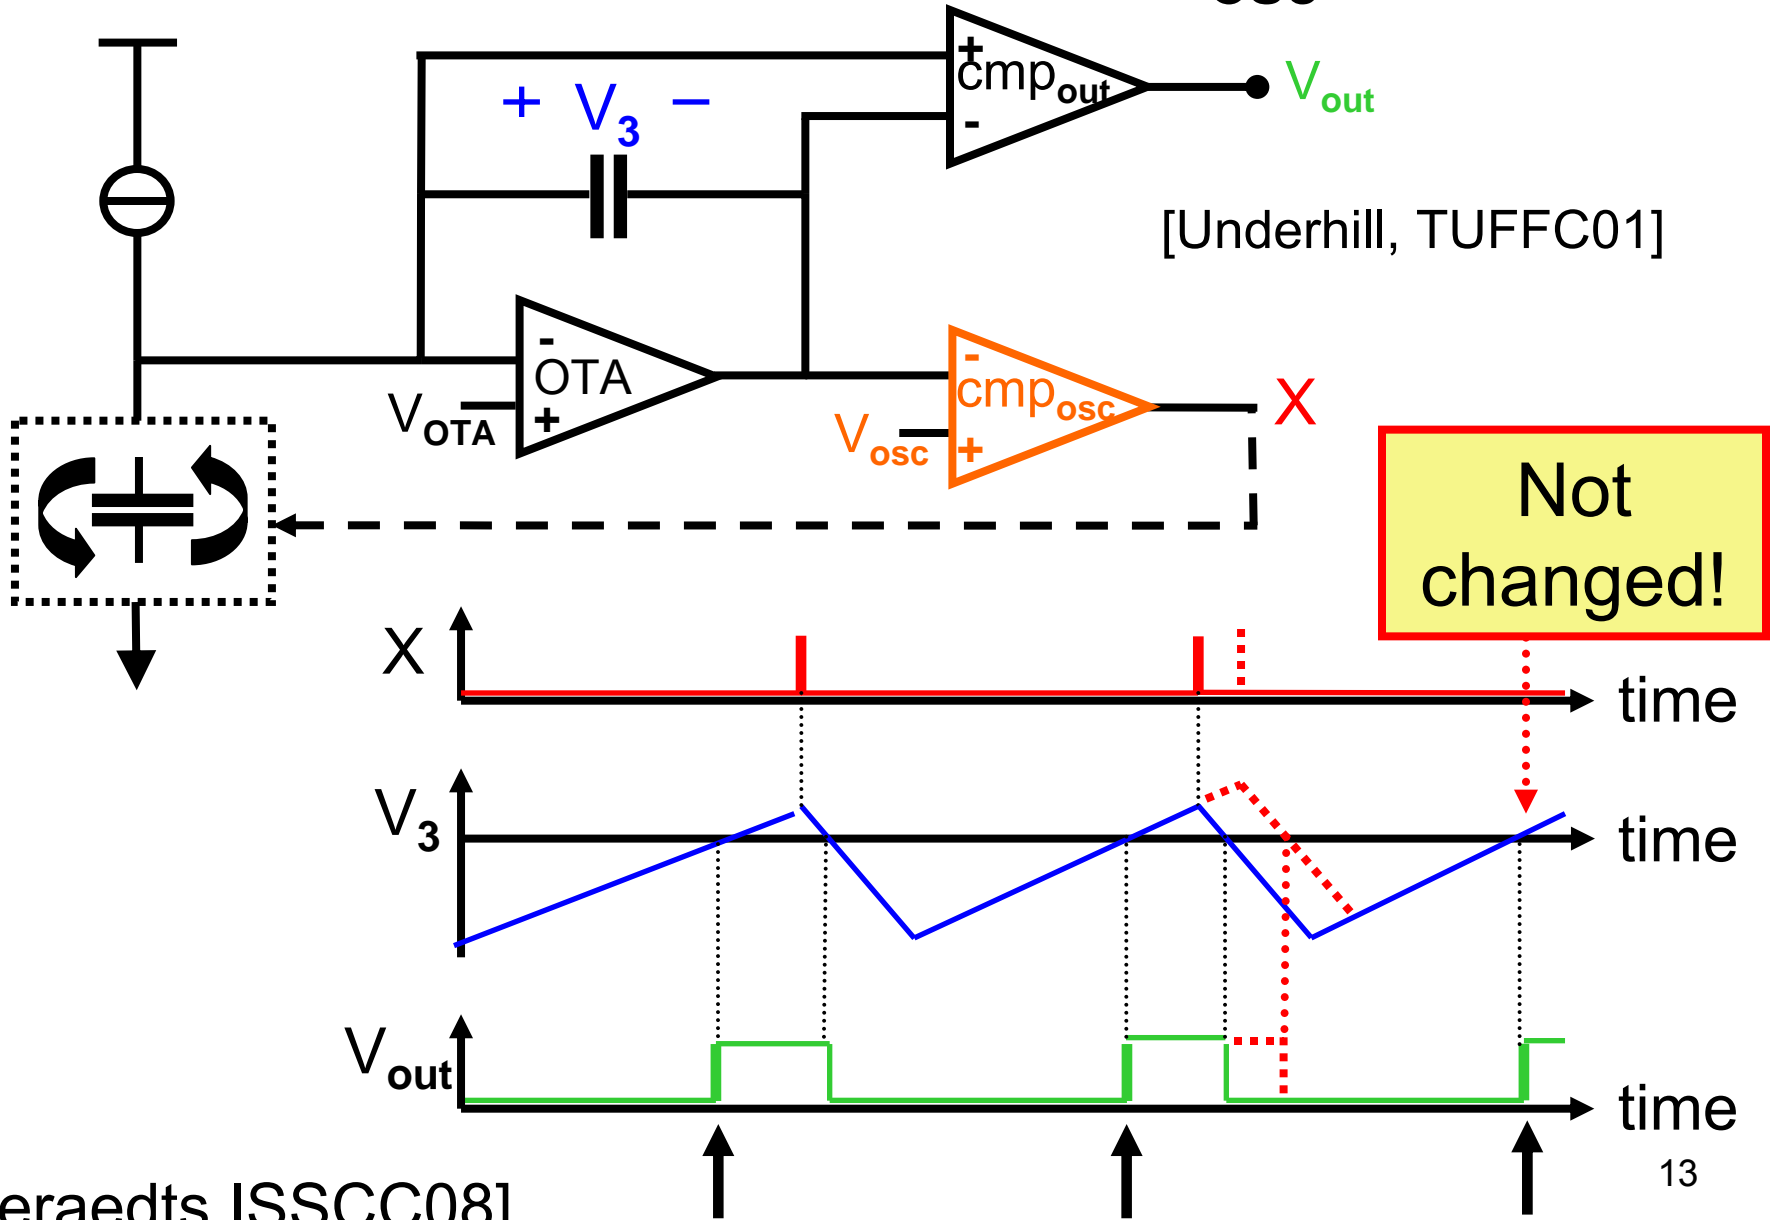 +
cmpout
-
Vout
+ V3 −
[Underhill, TUFFC01]
-
OTA
+
VOTA
-
cmposc
+
Vosc
X
Not
changed!
X
time
V3
time
Vout
time
13
eraedts ISSCC08]